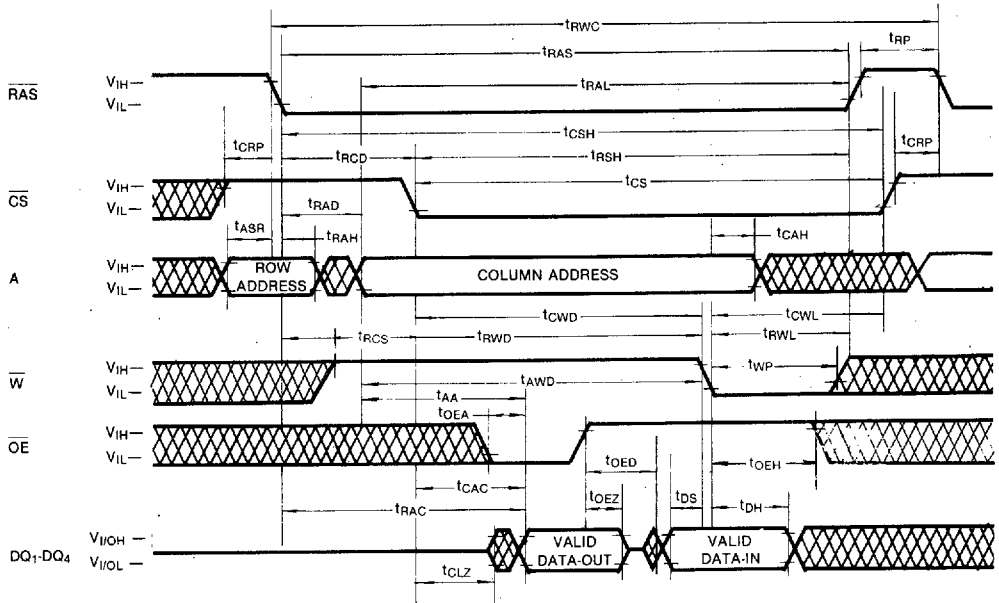 tRWC
tRAS
tRP
RAS
VIH
VIL
tRAL
tCSH
tCRP
tRCD
tRSH
tCRP
CS
VIH
VIL
tCS
tRAD
tASR
tRAH
tCAH
A
VIH
VIL
ROW
ADDRESS
COLUMN ADDRESS
tCWD
tCWL
tRCS
tRWD
tRWL
W
VIH
VIL
tWP
tAWD
tAA
tOEA
OE
VIH
VIL
tOED
tOEH
tCAC
tOEZ
tDS
tDH
tRAC
DQ1-DQ4
VI/OH
VI/OL
VALID
DATA-OUT
VALID
DATA-IN
tCLZ